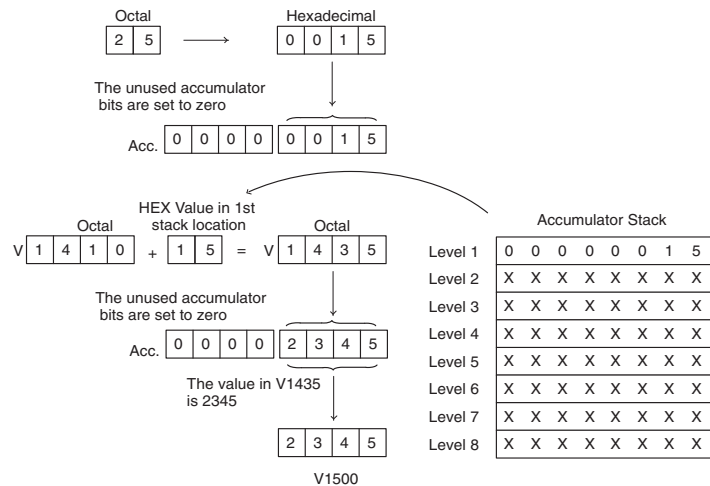 Octal
2 5
Hexadecimal
0 0 1 5
The unused accumulator
bits are set to zero
Acc. 0 0 0 0 0 0 1 5
HEX Value in 1st
stack location
Octal
V 1 4 1 0 + 1 5 =
Octal
V 1 4 3 5
The unused accumulator
bits are set to zero
Acc. 0 0 0 0 2 3 4 5
The value in V1435
is 2345
2 3 4 5
V1500
Accumulator Stack
Level 1 0 0 0 0 0 0 1 5
Level 2 X X X X X X X X
Level 3 X X X X X X X X
Level 4 X X X X X X X X
Level 5 X X X X X X X X
Level 6 X X X X X X X X
Level 7 X X X X X X X X
Level 8 X X X X X X X X